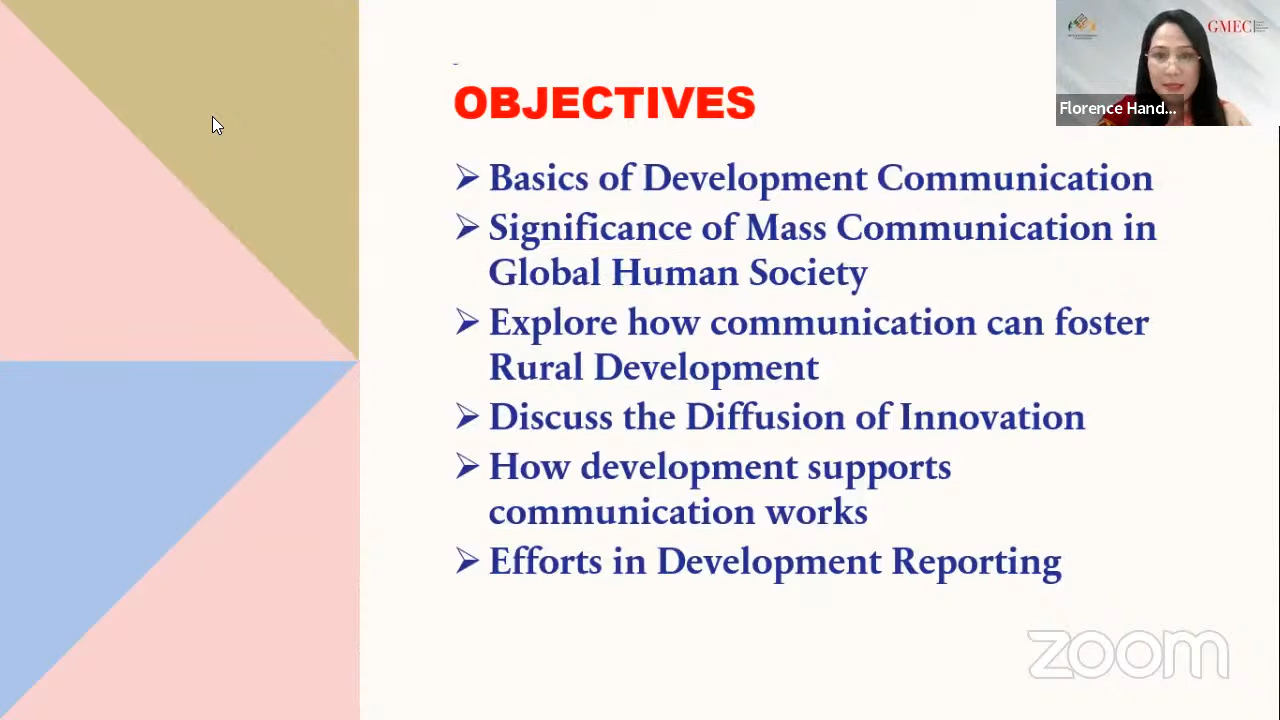 GMEC
Florence Hand...
OBJECTIVES
➢ Basics of Development Communication
➢ Significance of Mass Communication in
Global Human Society
➢ Explore how communication can foster
Rural Development
➢ Discuss the Diffusion of Innovation
➢ How development supports
communication works
➢ Efforts in Development Reporting
zoom